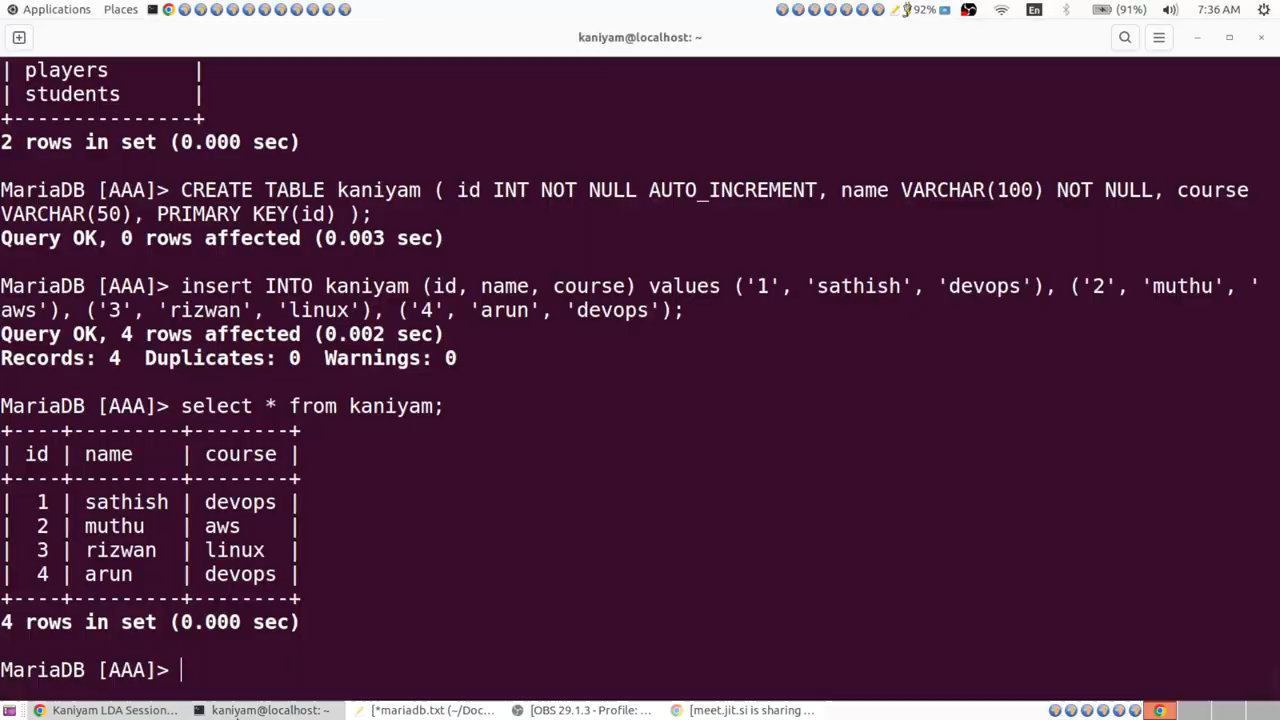 Applications Places 92% En (91%) 7:36 AM
kaniyam@localhost: ~
| players       |
| students      |
+---------------+
2 rows in set (0.000 sec)
MariaDB [AAA]> CREATE TABLE kaniyam ( id INT NOT NULL AUTO_INCREMENT, name VARCHAR(100) NOT NULL, course
VARCHAR(50), PRIMARY KEY(id) );
Query OK, 0 rows affected (0.003 sec)
MariaDB [AAA]> insert INTO kaniyam (id, name, course) values ('1', 'sathish', 'devops'), ('2', 'muthu', '
aws'), ('3', 'rizwan', 'linux'), ('4', 'arun', 'devops');
Query OK, 4 rows affected (0.002 sec)
Records: 4  Duplicates: 0  Warnings: 0
MariaDB [AAA]> select * from kaniyam;
+----+---------+--------+
| id | name    | course |
+----+---------+--------+
|  1 | sathish | devops |
|  2 | muthu   | aws    |
|  3 | rizwan  | linux  |
|  4 | arun    | devops |
+----+---------+--------+
4 rows in set (0.000 sec)
MariaDB [AAA]>
Kaniyam LDA Session... kaniyam@localhost: ~ [*mariadb.txt (~/Doc... [OBS 29.1.3 - Profile: ... [meet.jit.si is sharing ...